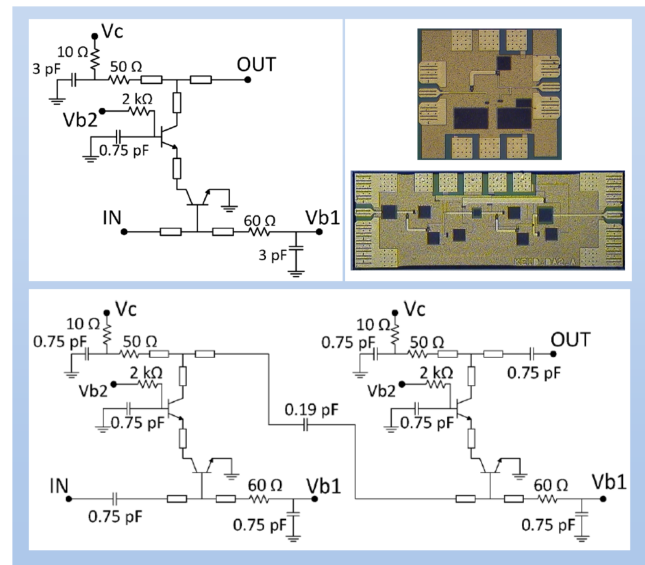 Vc
10 Ω
3 pF
50 Ω
OUT
2 kΩ
Vb2
0.75 pF
IN
60 Ω
Vb1
3 pF
Vc
10 Ω
0.75 pF
50 Ω
2 kΩ
Vb2
0.75 pF
IN
0.75 pF
60 Ω
Vb1
0.75 pF
0.19 pF
Vc
10 Ω
0.75 pF
50 Ω
OUT
0.75 pF
2 kΩ
Vb2
0.75 pF
60 Ω
Vb1
0.75 pF